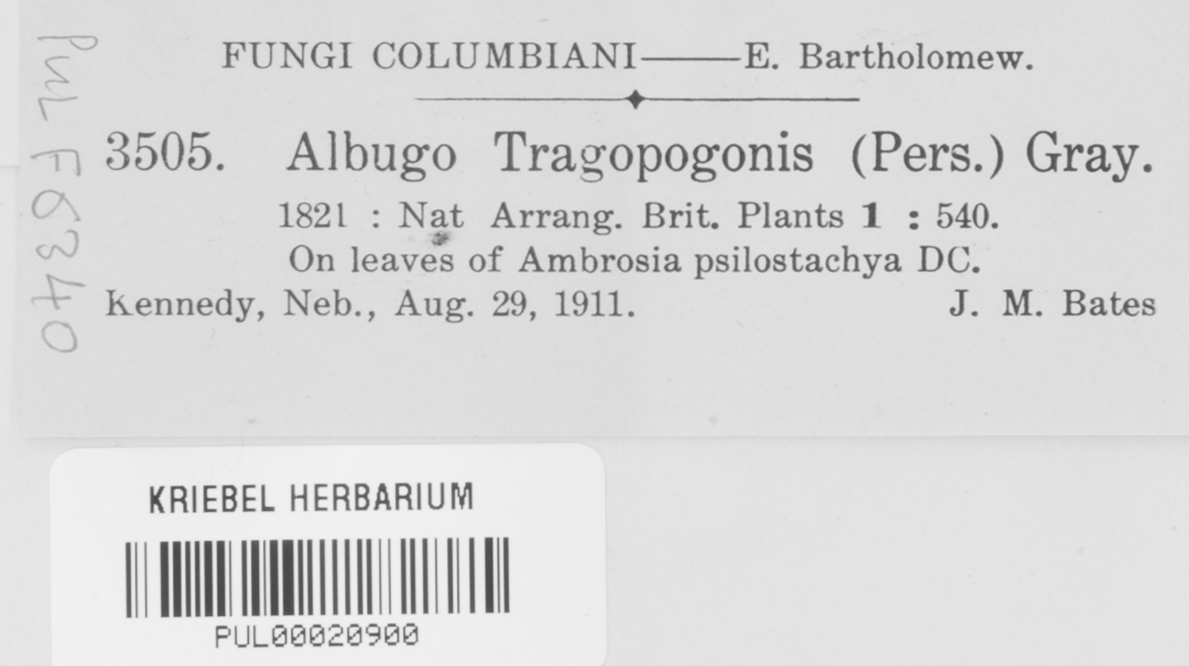 FUNGI COLUMBIANI——E. Bartholomew.
3505. Albugo Tragopogonis (Pers.) Gray.
1821 : Nat Arrang. Brit. Plants 1 : 540.
On leaves of Ambrosia psilostachya DC.
Kennedy, Neb., Aug. 29, 1911. J. M. Bates
PUL F6340
KRIEBEL HERBARIUM
PUL00020900